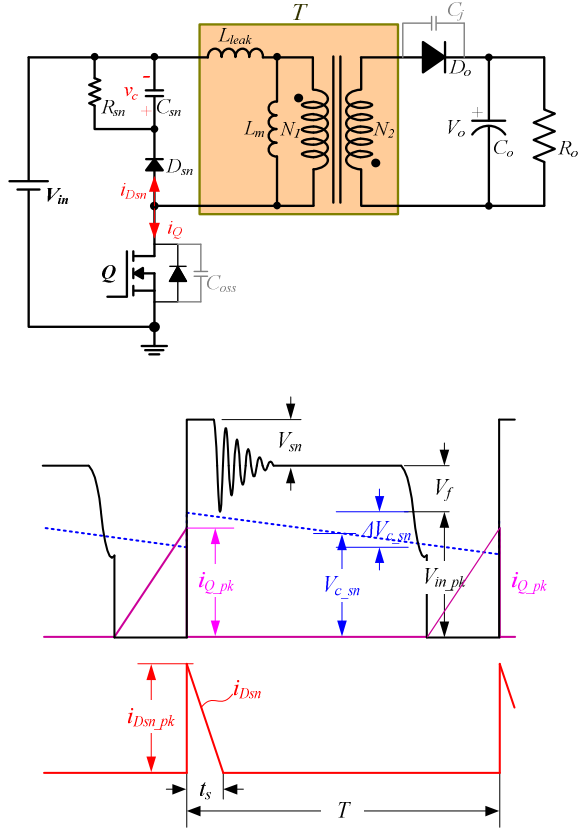 T
C_j
L_leak
v_c
-
+
R_sn
C_sn
L_m
N_1
N_2
D_o
V_o
+
C_o
R_o
D_sn
V_in
i_Dsn
i_Q
Q
C_oss
V_sn
V_f
ΔV_c_sn
i_Q_pk
V_c_sn
V_in_pk
i_Q_pk
i_Dsn_pk
i_Dsn
t_s
T